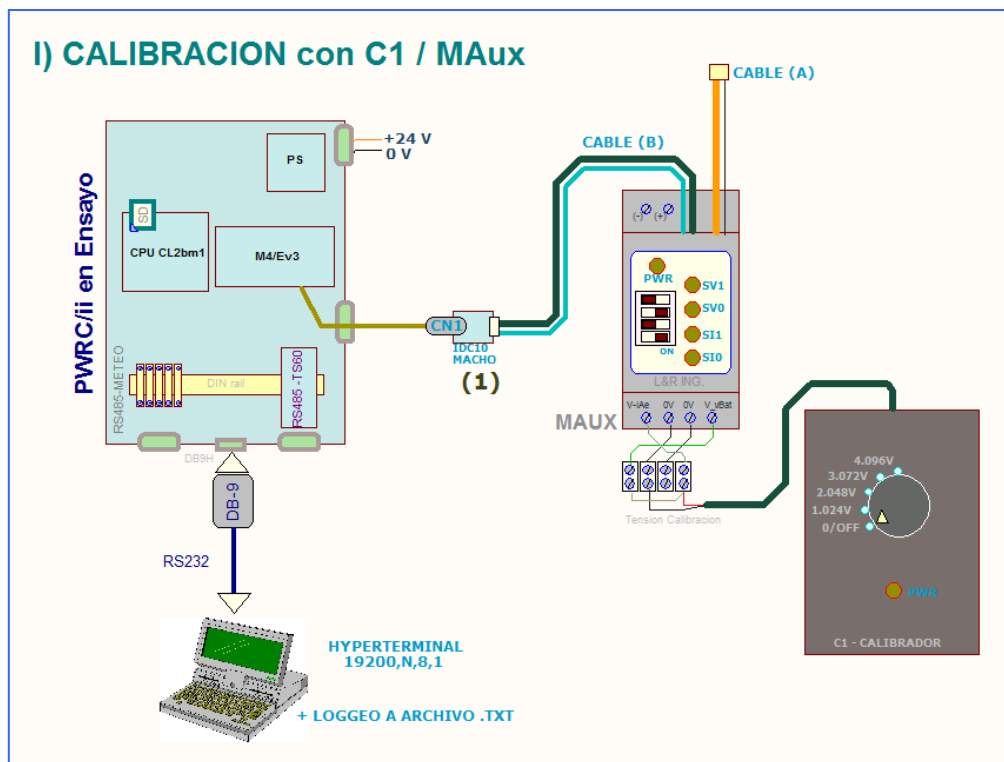 I) CALIBRACION con C1 / MAux
CABLE (A)
CABLE (B)
+24 V
0 V
PS
PWRC/ii en Ensayo
SD
CPU CL2bm1
M4/Ev3
(-) (+)
PWR
SV1
SV0
SI1
SI0
ON
L&R ING.
CN1
IDC10
MACHO
(1)
RS485-METEO
DIN rail
RS485 -TS60
V-IAe 0V 0V V_vBat
MAUX
DB9H
DB-9
Tension Calibracion
4.096V
3.072V
2.048V
1.024V
0/OFF
PWR
C1 - CALIBRADOR
RS232
HYPERTERMINAL
19200,N,8,1
+ LOGGEO A ARCHIVO .TXT